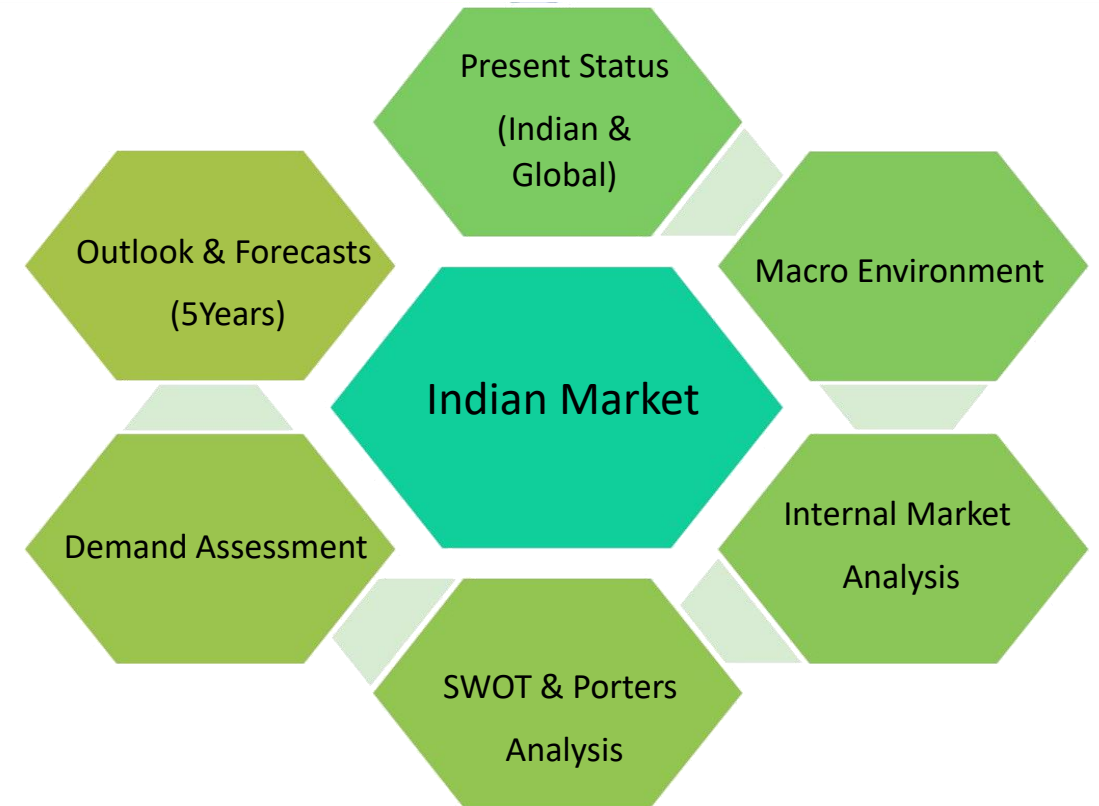 Present Status
(Indian &
Global)
Macro Environment
Internal Market
Analysis
SWOT & Porters
Analysis
Demand Assessment
Outlook & Forecasts
(5Years)
Indian Market